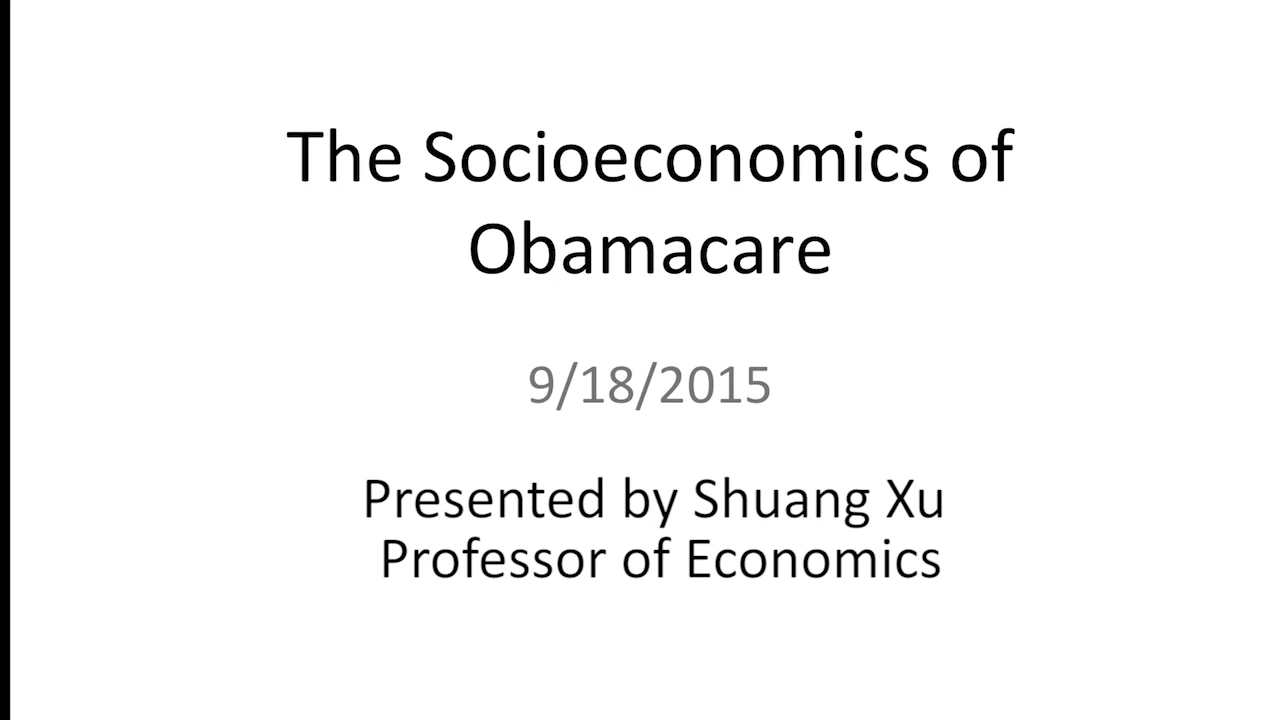 The Socioeconomics of
Obamacare
9/18/2015
Presented by Shuang Xu
Professor of Economics